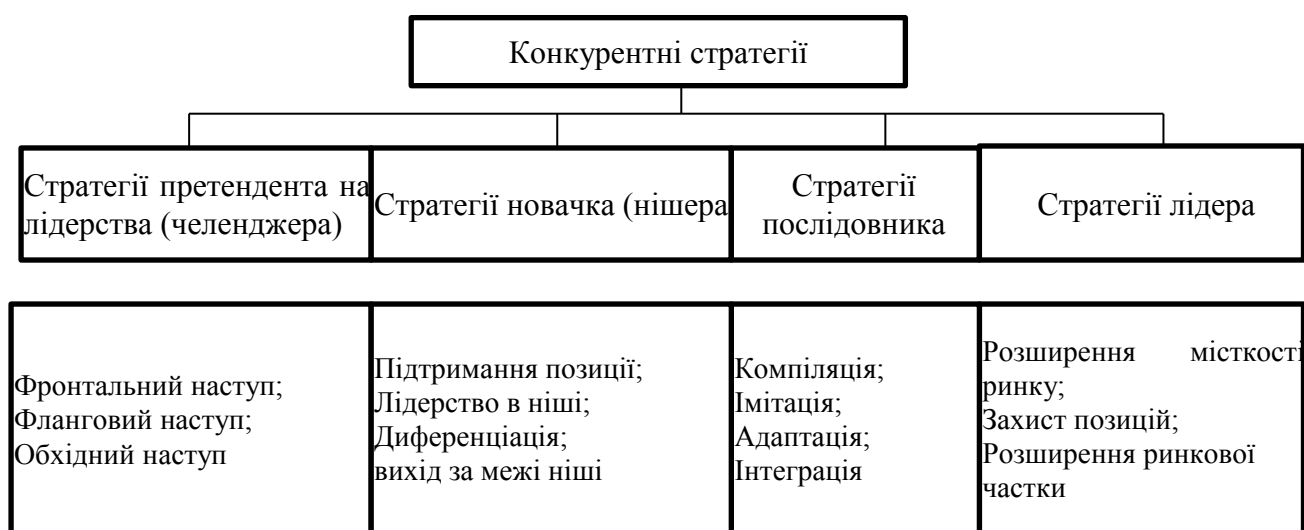 Конкурентні стратегії
Стратегії претендента на
лідерства (челенджера)
Стратегії новачка (нішера
Стратегії
послідовника
Стратегії лідера
Фронтальний наступ;
Фланговий наступ;
Обхідний наступ
Підтримання позиції;
Лідерство в ніші;
Диференціація;
вихід за межі ніші
Компіляція;
Імітація;
Адаптація;
Інтеграція
Розширення місткості
ринку;
Захист позицій;
Розширення ринкової
частки